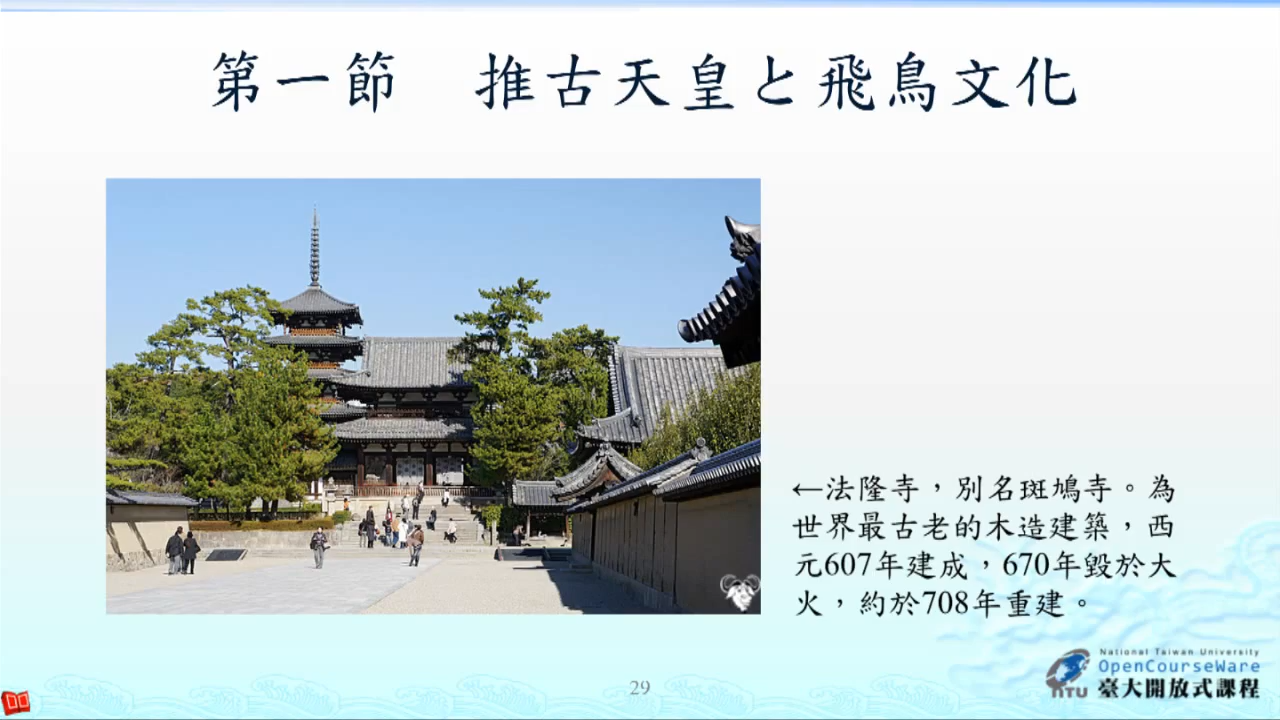 第一節　推古天皇と飛鳥文化
←法隆寺，別名斑鳩寺。為
世界最古老的木造建築，西
元607年建成，670年毀於大
火，約於708年重建。
29
National Taiwan University
OpenCourseWare
NTU 臺大開放式課程